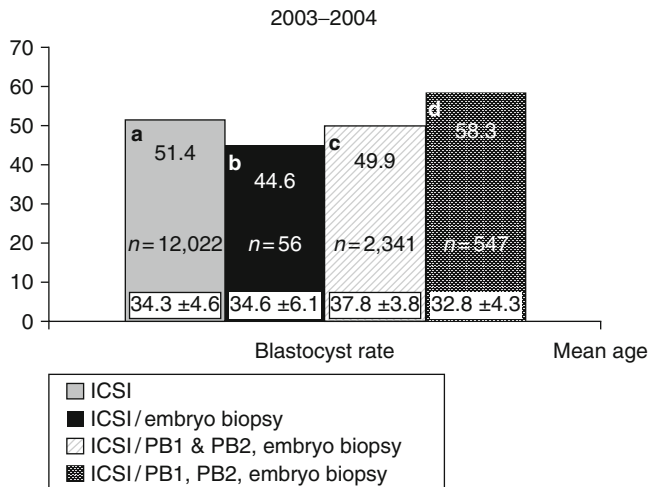 2003–2004
70
60
50
40
30
20
10
0
a
51.4
n=12,022
34.3 ±4.6
b
44.6
n=56
34.6 ±6.1
c
49.9
n=2,341
37.8 ±3.8
d
58.3
n=547
32.8 ±4.3
Blastocyst rate
Mean age
ICSI
ICSI/embryo biopsy
ICSI/PB1 & PB2, embryo biopsy
ICSI/PB1, PB2, embryo biopsy